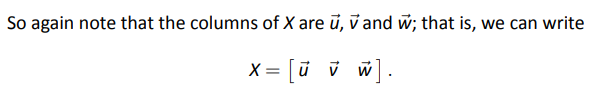 So again note that the columns of X are u⃗, v⃗ and w⃗; that is, we can write
X = [ u⃗ v⃗ w⃗ ] .